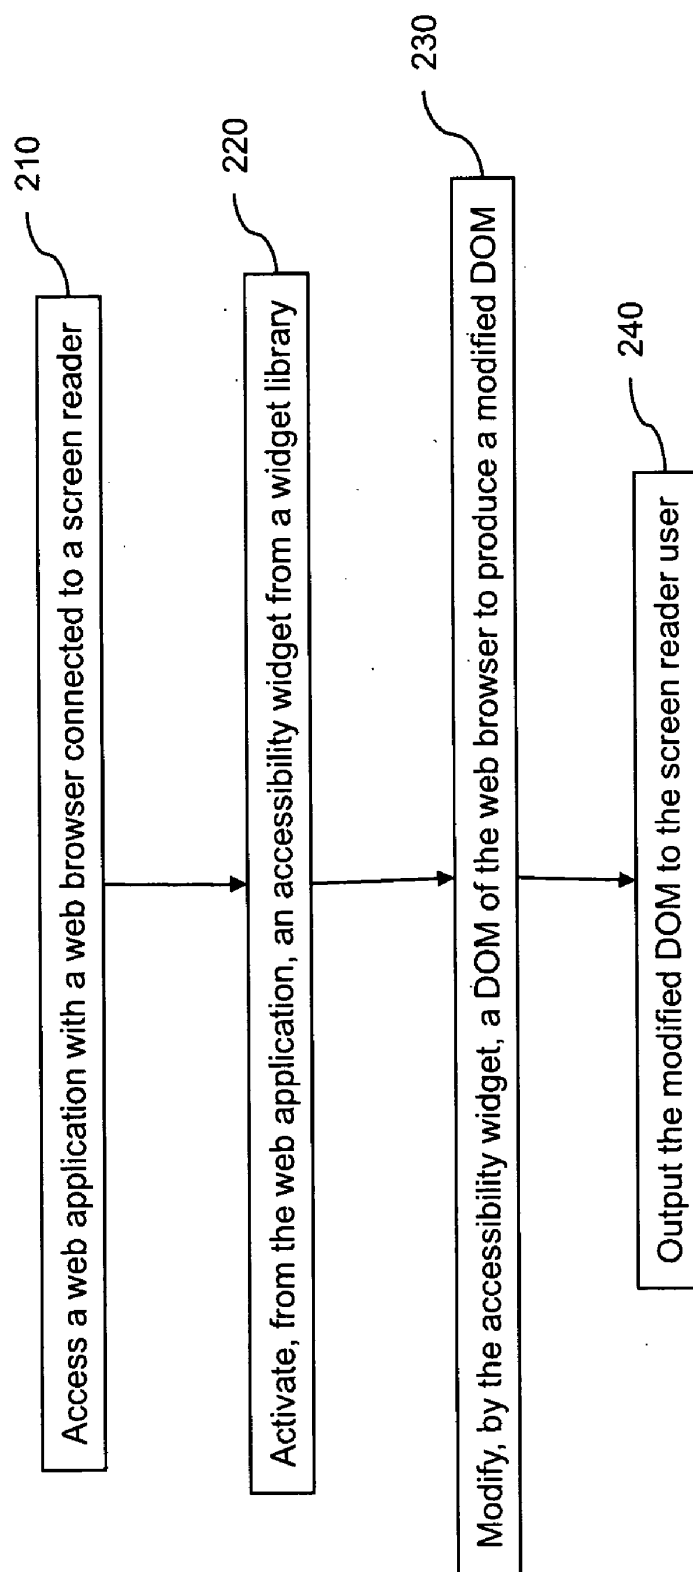 210
Access a web application with a web browser connected to a screen reader
220
Activate, from the web application, an accessibility widget from a widget library
230
Modify, by the accessibility widget, a DOM of the web browser to produce a modified DOM
240
Output the modified DOM to the screen reader user